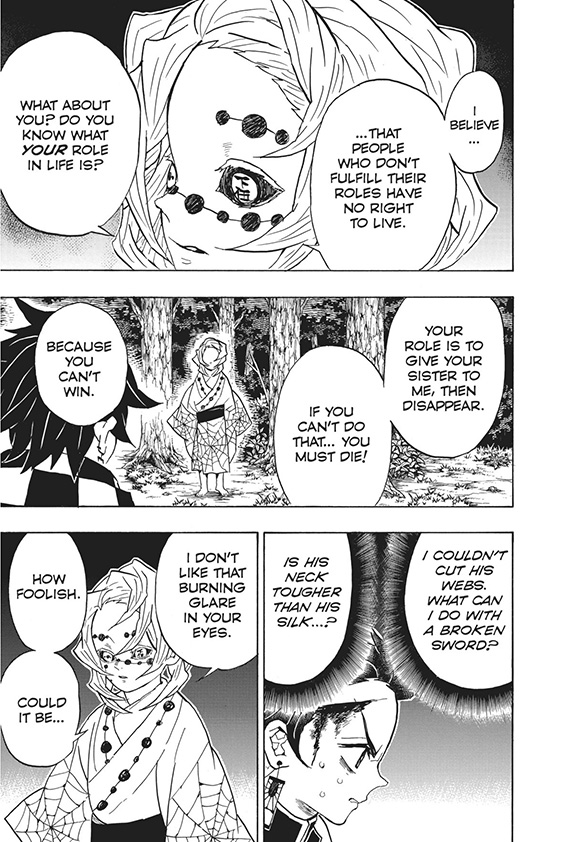 I
BELIEVE
...
...THAT
PEOPLE
WHO DON'T
FULFILL THEIR
ROLES HAVE
NO RIGHT
TO LIVE.
WHAT ABOUT
YOU? DO YOU
KNOW WHAT
YOUR ROLE
IN LIFE IS?
YOUR
ROLE IS TO
GIVE YOUR
SISTER TO
ME, THEN
DISAPPEAR.
IF YOU
CAN'T DO
THAT... YOU
MUST DIE!
BECAUSE
YOU
CAN'T
WIN.
I COULDN'T
CUT HIS
WEBS.
WHAT CAN
I DO WITH
A BROKEN
SWORD?
IS HIS
NECK
TOUGHER
THAN HIS
SILK...?
I DON'T
LIKE THAT
BURNING
GLARE
IN YOUR
EYES.
HOW
FOOLISH.
COULD
IT BE...